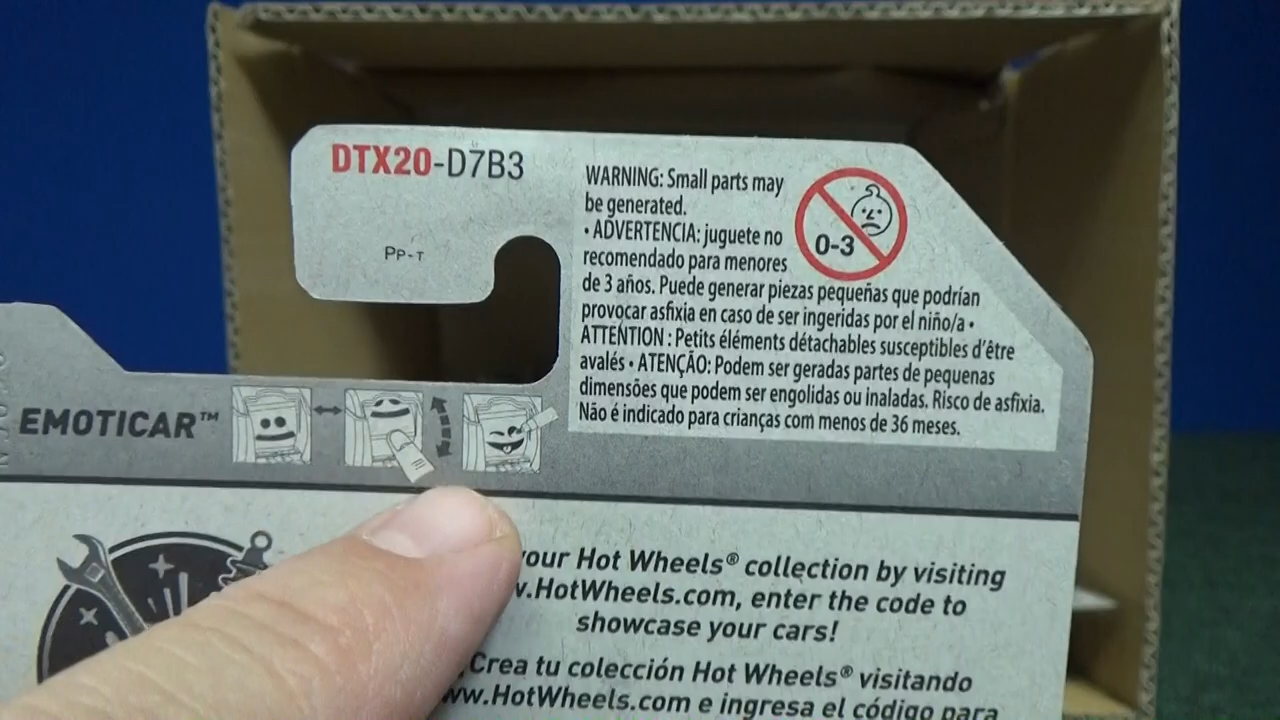 DTX20-D7B3
PP-T
WARNING: Small parts may
be generated.
• ADVERTENCIA: juguete no
recomendado para menores
de 3 años. Puede generar piezas pequeñas que podrían
provocar asfixia en caso de ser ingeridas por el niño/a •
ATTENTION : Petits éléments détachables susceptibles d'être
avalés • ATENÇÃO: Podem ser geradas partes de pequenas
dimensões que podem ser engolidas ou inaladas. Risco de asfixia.
Não é indicado para crianças com menos de 36 meses.
0-3
EMOTICAR™
your Hot Wheels® collection by visiting
.HotWheels.com, enter the code to
showcase your cars!
¡Crea tu colección Hot Wheels® visitando
www.HotWheels.com e ingresa el código para